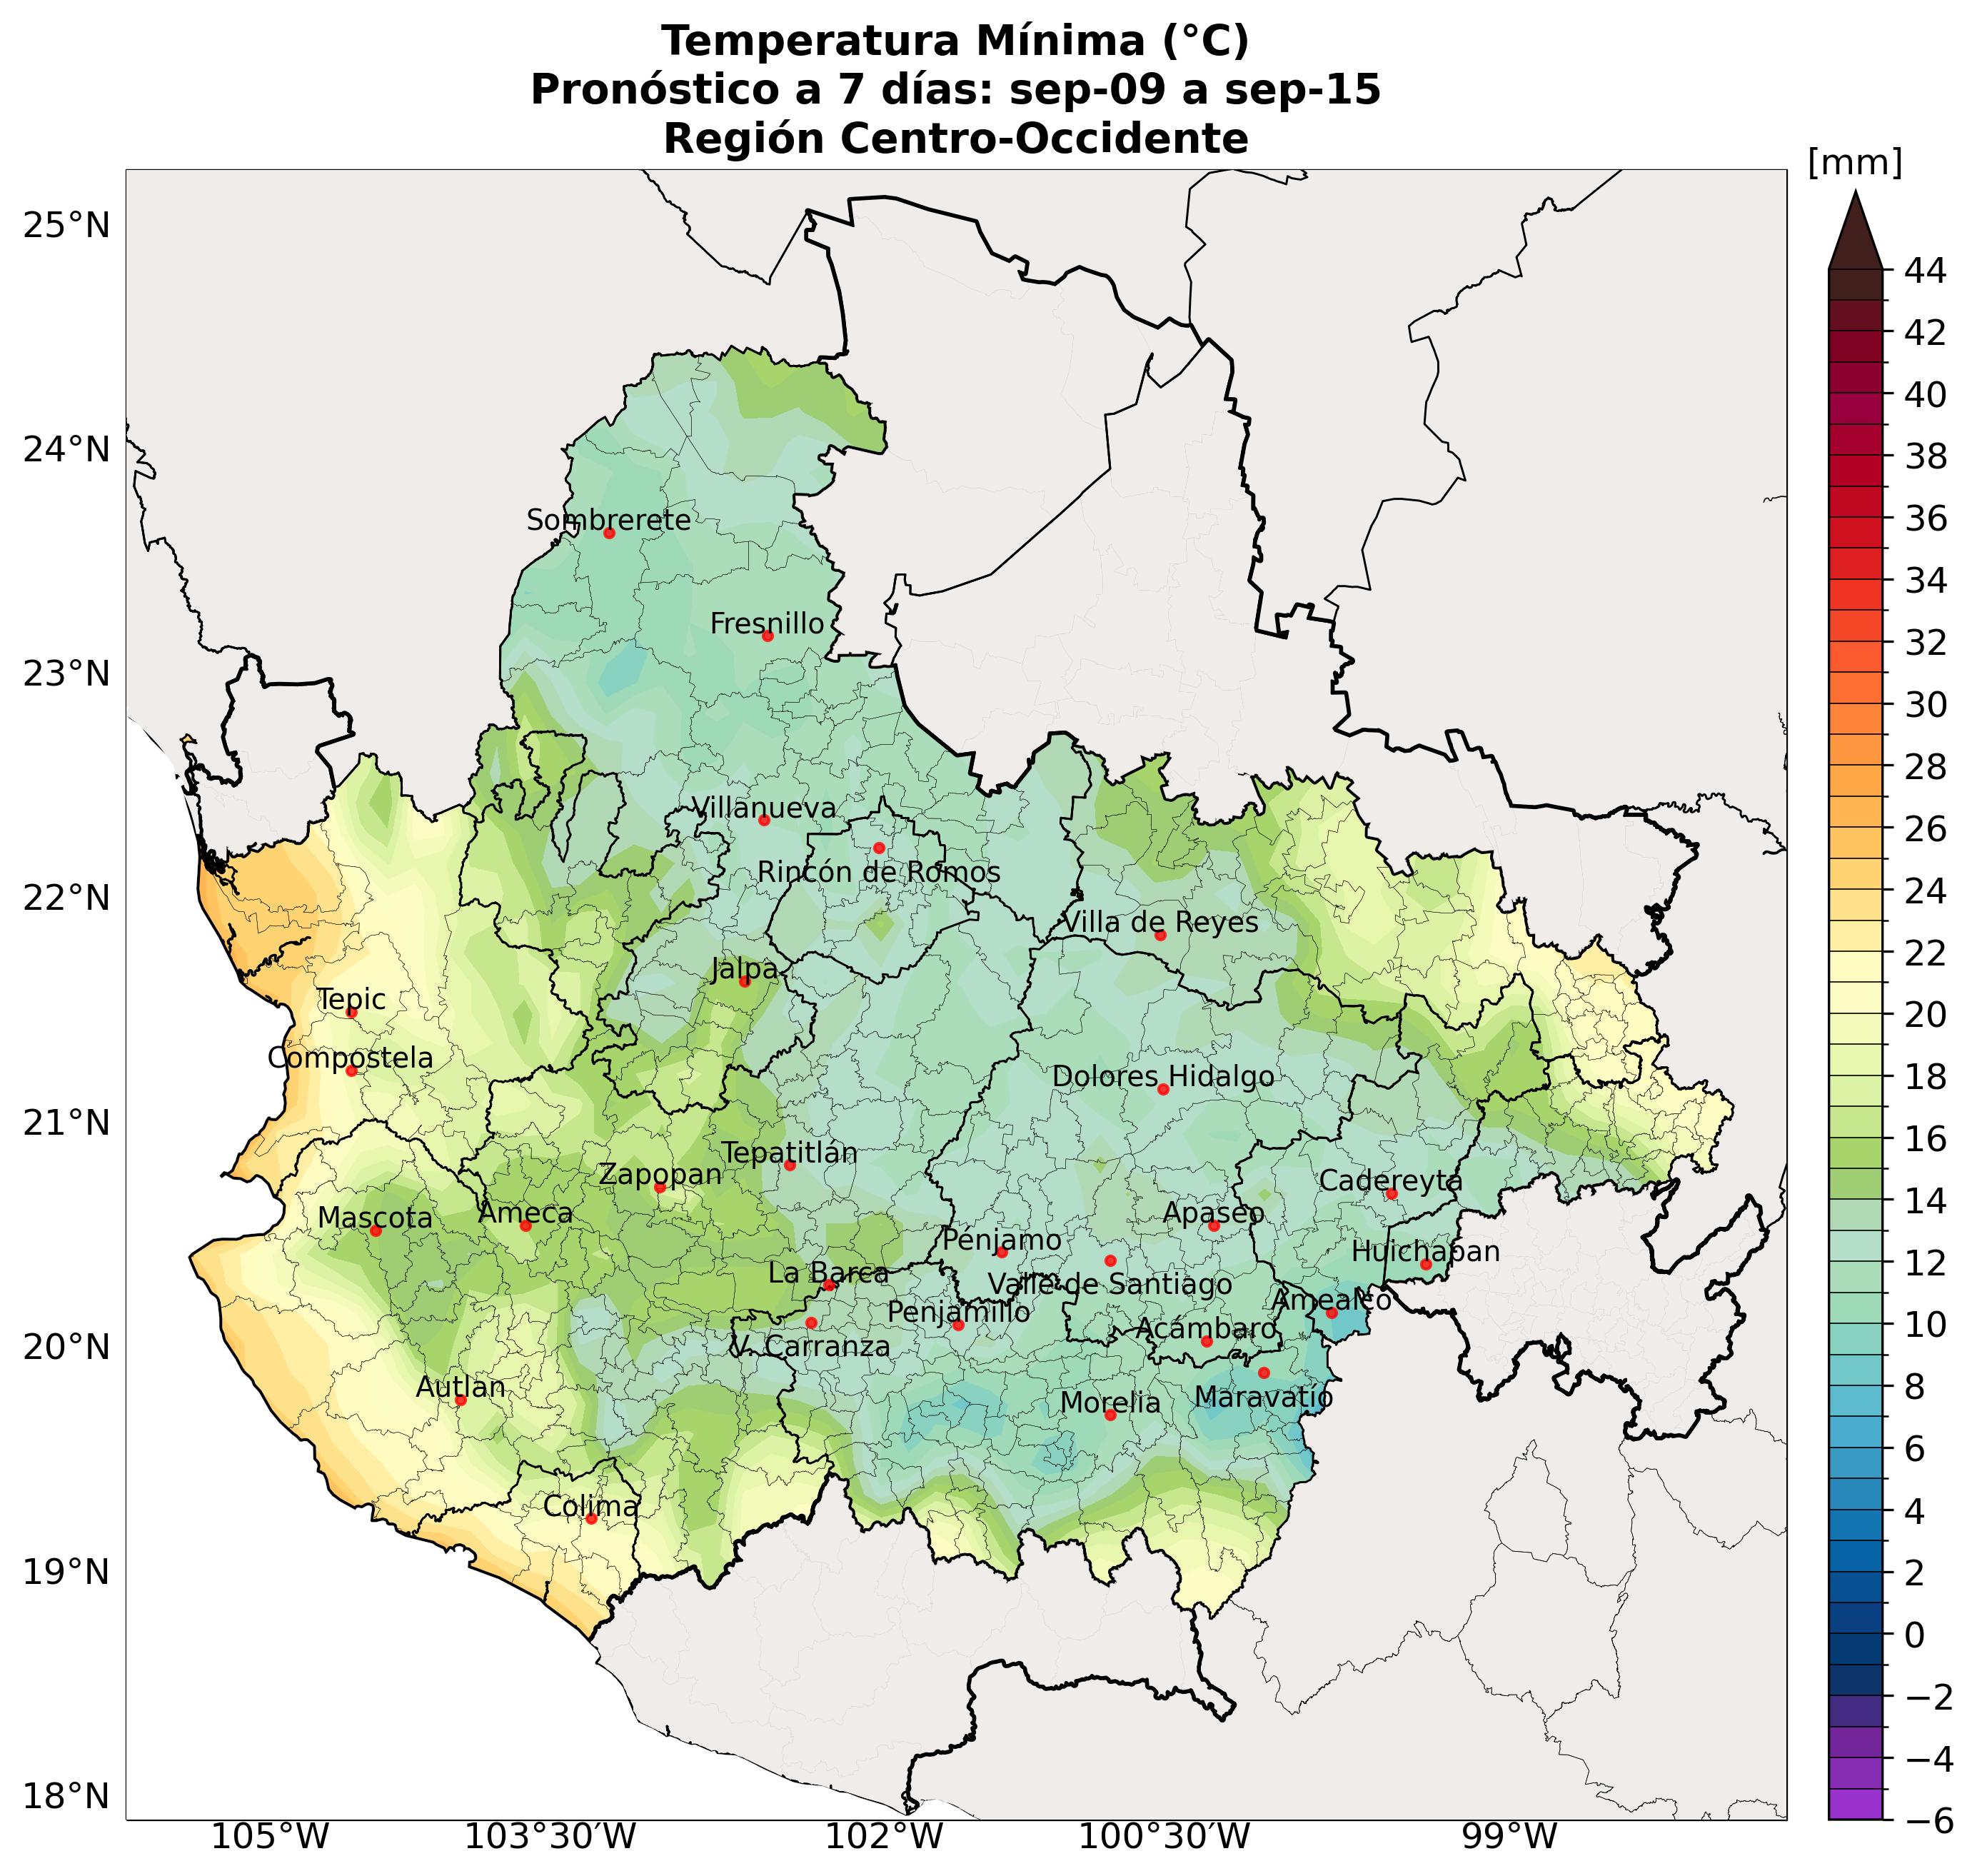 Temperatura Mínima (°C)
Pronóstico a 7 días: sep-09 a sep-15
Región Centro-Occidente
[mm]
25°N
24°N
23°N
22°N
21°N
20°N
19°N
18°N
Sombrerete
Fresnillo
Villanueva
Rincón de Romos
Villa de Reyes
Jalpa
Tepic
Compostela
Dolores Hidalgo
Tepatitlán
Zapopan
Cadereyta
Mascota
Ameca
Apaseo
Pénjamo
Huichapan
La Barca
Valle de Santiago
Amealco
Penjamillo
Acámbaro
V. Carranza
Autlan
Morelia
Maravatío
Colima
105°W
103°30′W
102°W
100°30′W
99°W
44
42
40
38
36
34
32
30
28
26
24
22
20
18
16
14
12
10
8
6
4
2
0
−2
−4
−6